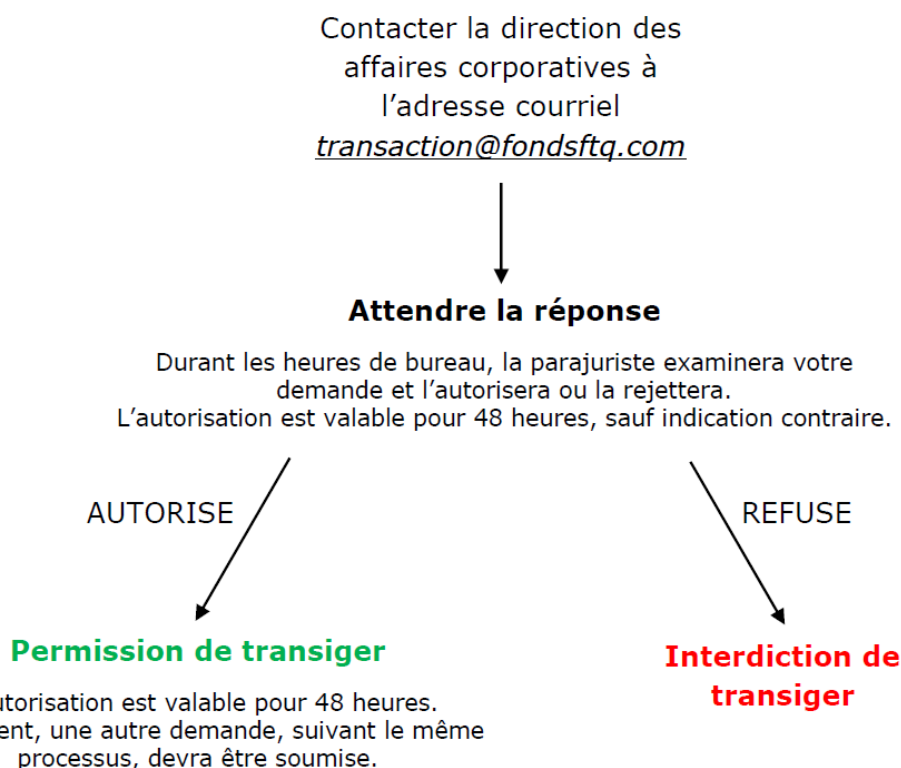 Contacter la direction des
affaires corporatives à
l'adresse courriel
transaction@fondsftq.com
Attendre la réponse
Durant les heures de bureau, la parajuriste examinera votre
demande et l'autorisera ou la rejettera.
L'autorisation est valable pour 48 heures, sauf indication contraire.
AUTORISE
REFUSE
Permission de transiger
utorisation est valable pour 48 heures.
ent, une autre demande, suivant le même
processus, devra être soumise.
Interdiction de
transiger